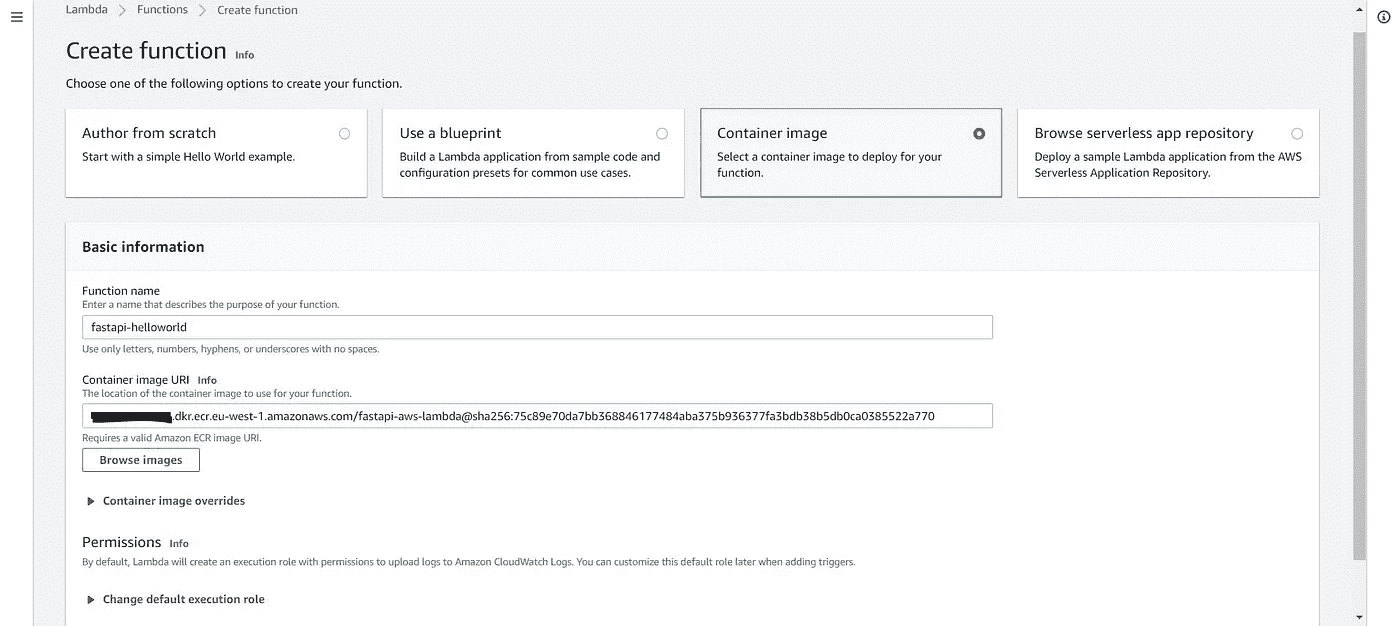 Lambda > Functions > Create function
Create function Info
Choose one of the following options to create your function.
Author from scratch
Start with a simple Hello World example.
Use a blueprint
Build a Lambda application from sample code and
configuration presets for common use cases.
Container image
Select a container image to deploy for your
function.
Browse serverless app repository
Deploy a sample Lambda application from the AWS
Serverless Application Repository.
Basic information
Function name
Enter a name that describes the purpose of your function.
fastapi-helloworld
Use only letters, numbers, hyphens, or underscores with no spaces.
Container image URI Info
The location of the container image to use for your function.
.dkr.ecr.eu-west-1.amazonaws.com/fastapi-aws-lambda@sha256:75c89e70da7bb368846177484aba375b936377fa3bdb38b5db0ca0385522a770
Requires a valid Amazon ECR image URI.
Browse images
Container image overrides
Permissions Info
By default, Lambda will create an execution role with permissions to upload logs to Amazon CloudWatch Logs. You can customize this default role later when adding triggers.
Change default execution role